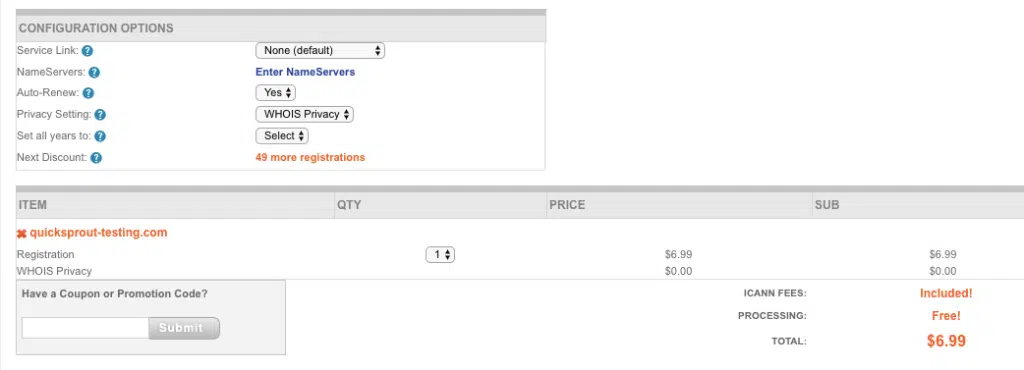 CONFIGURATION OPTIONS
Service Link: ? None (default)
NameServers: ? Enter NameServers
Auto-Renew: ? Yes
Privacy Setting: ? WHOIS Privacy
Set all years to: ? Select
Next Discount: ? 49 more registrations
ITEM QTY PRICE SUB
quicksprout-testing.com
Registration 1 $6.99 $6.99
WHOIS Privacy $0.00 $0.00
Have a Coupon or Promotion Code? ICANN FEES: Included!
PROCESSING: Free!
Submit
TOTAL: $6.99